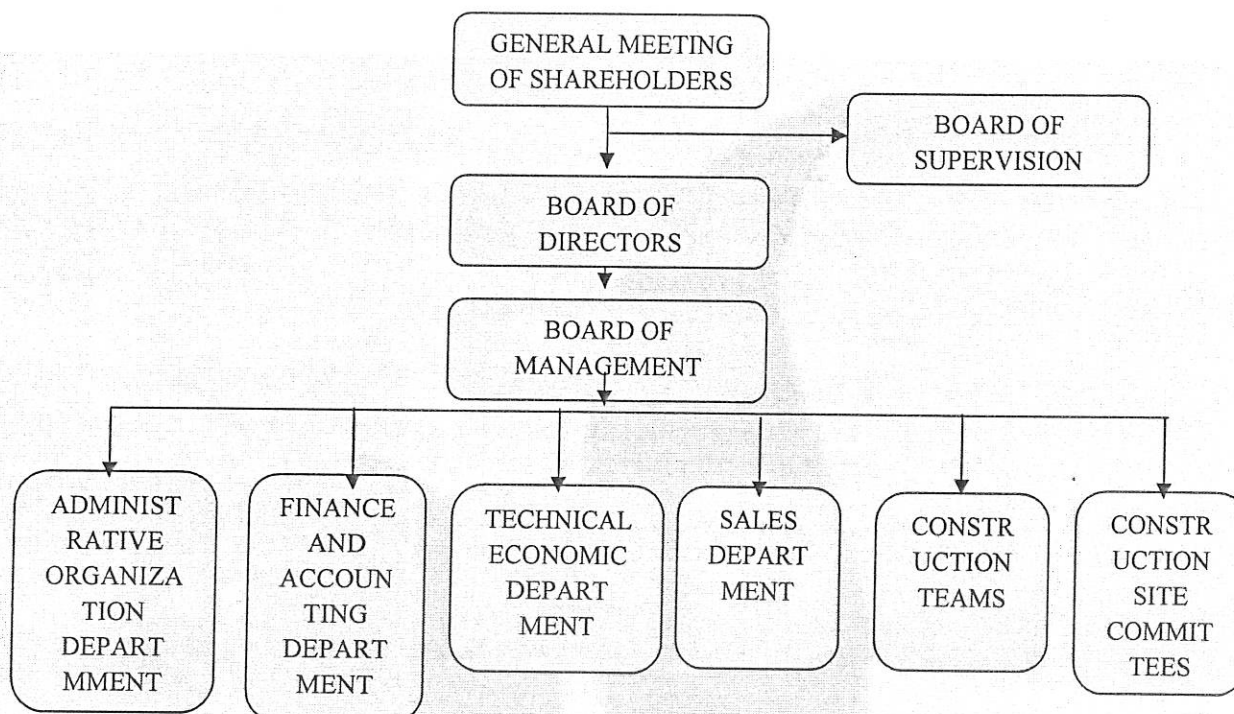 GENERAL MEETING
OF SHAREHOLDERS
BOARD OF
SUPERVISION
BOARD OF
DIRECTORS
BOARD OF
MANAGEMENT
ADMINIST
RATIVE
ORGANIZA
TION
DEPART
MMENT
FINANCE
AND
ACCOUN
TING
DEPART
MENT
TECHNICAL
ECONOMIC
DEPART
MENT
SALES
DEPART
MENT
CONSTR
UCTION
TEAMS
CONSTR
UCTION
SITE
COMMIT
TEES